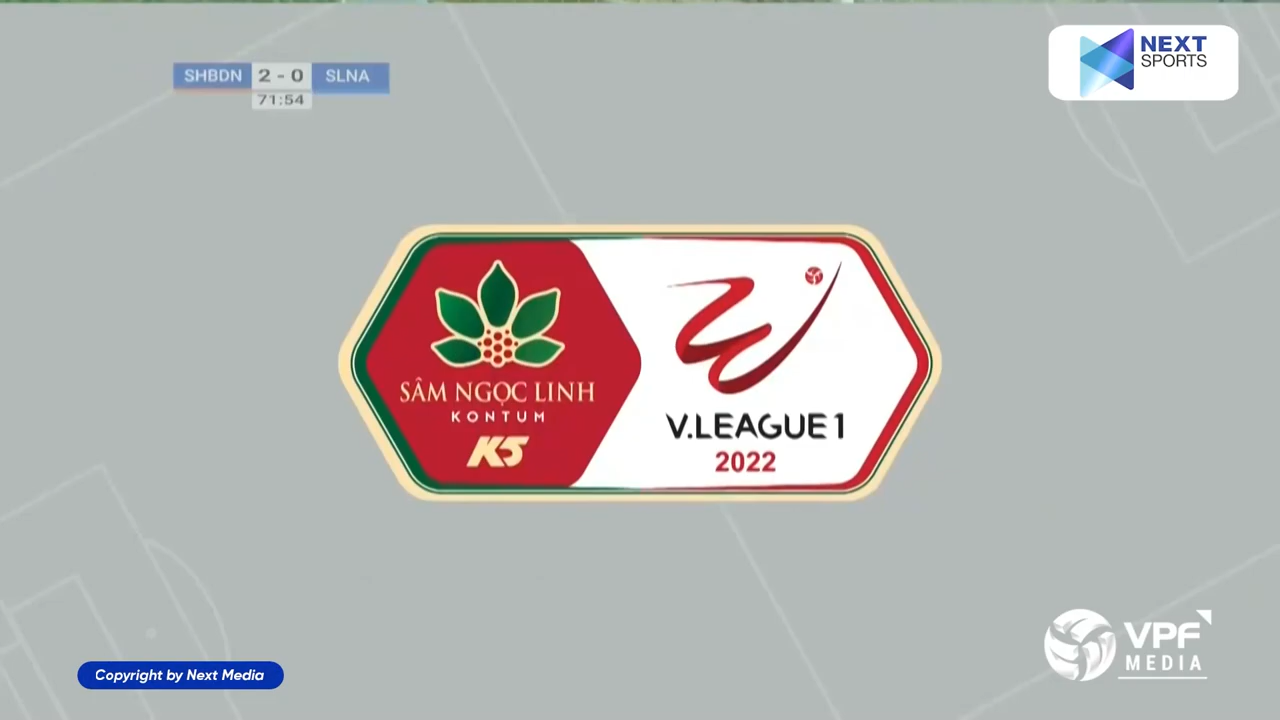 SHBDN 2 - 0 SLNA
71:54
NEXT
SPORTS
SÂM NGỌC LINH
KONTUM
K5
V.LEAGUE 1
2022
Copyright by Next Media
VPF
MEDIA